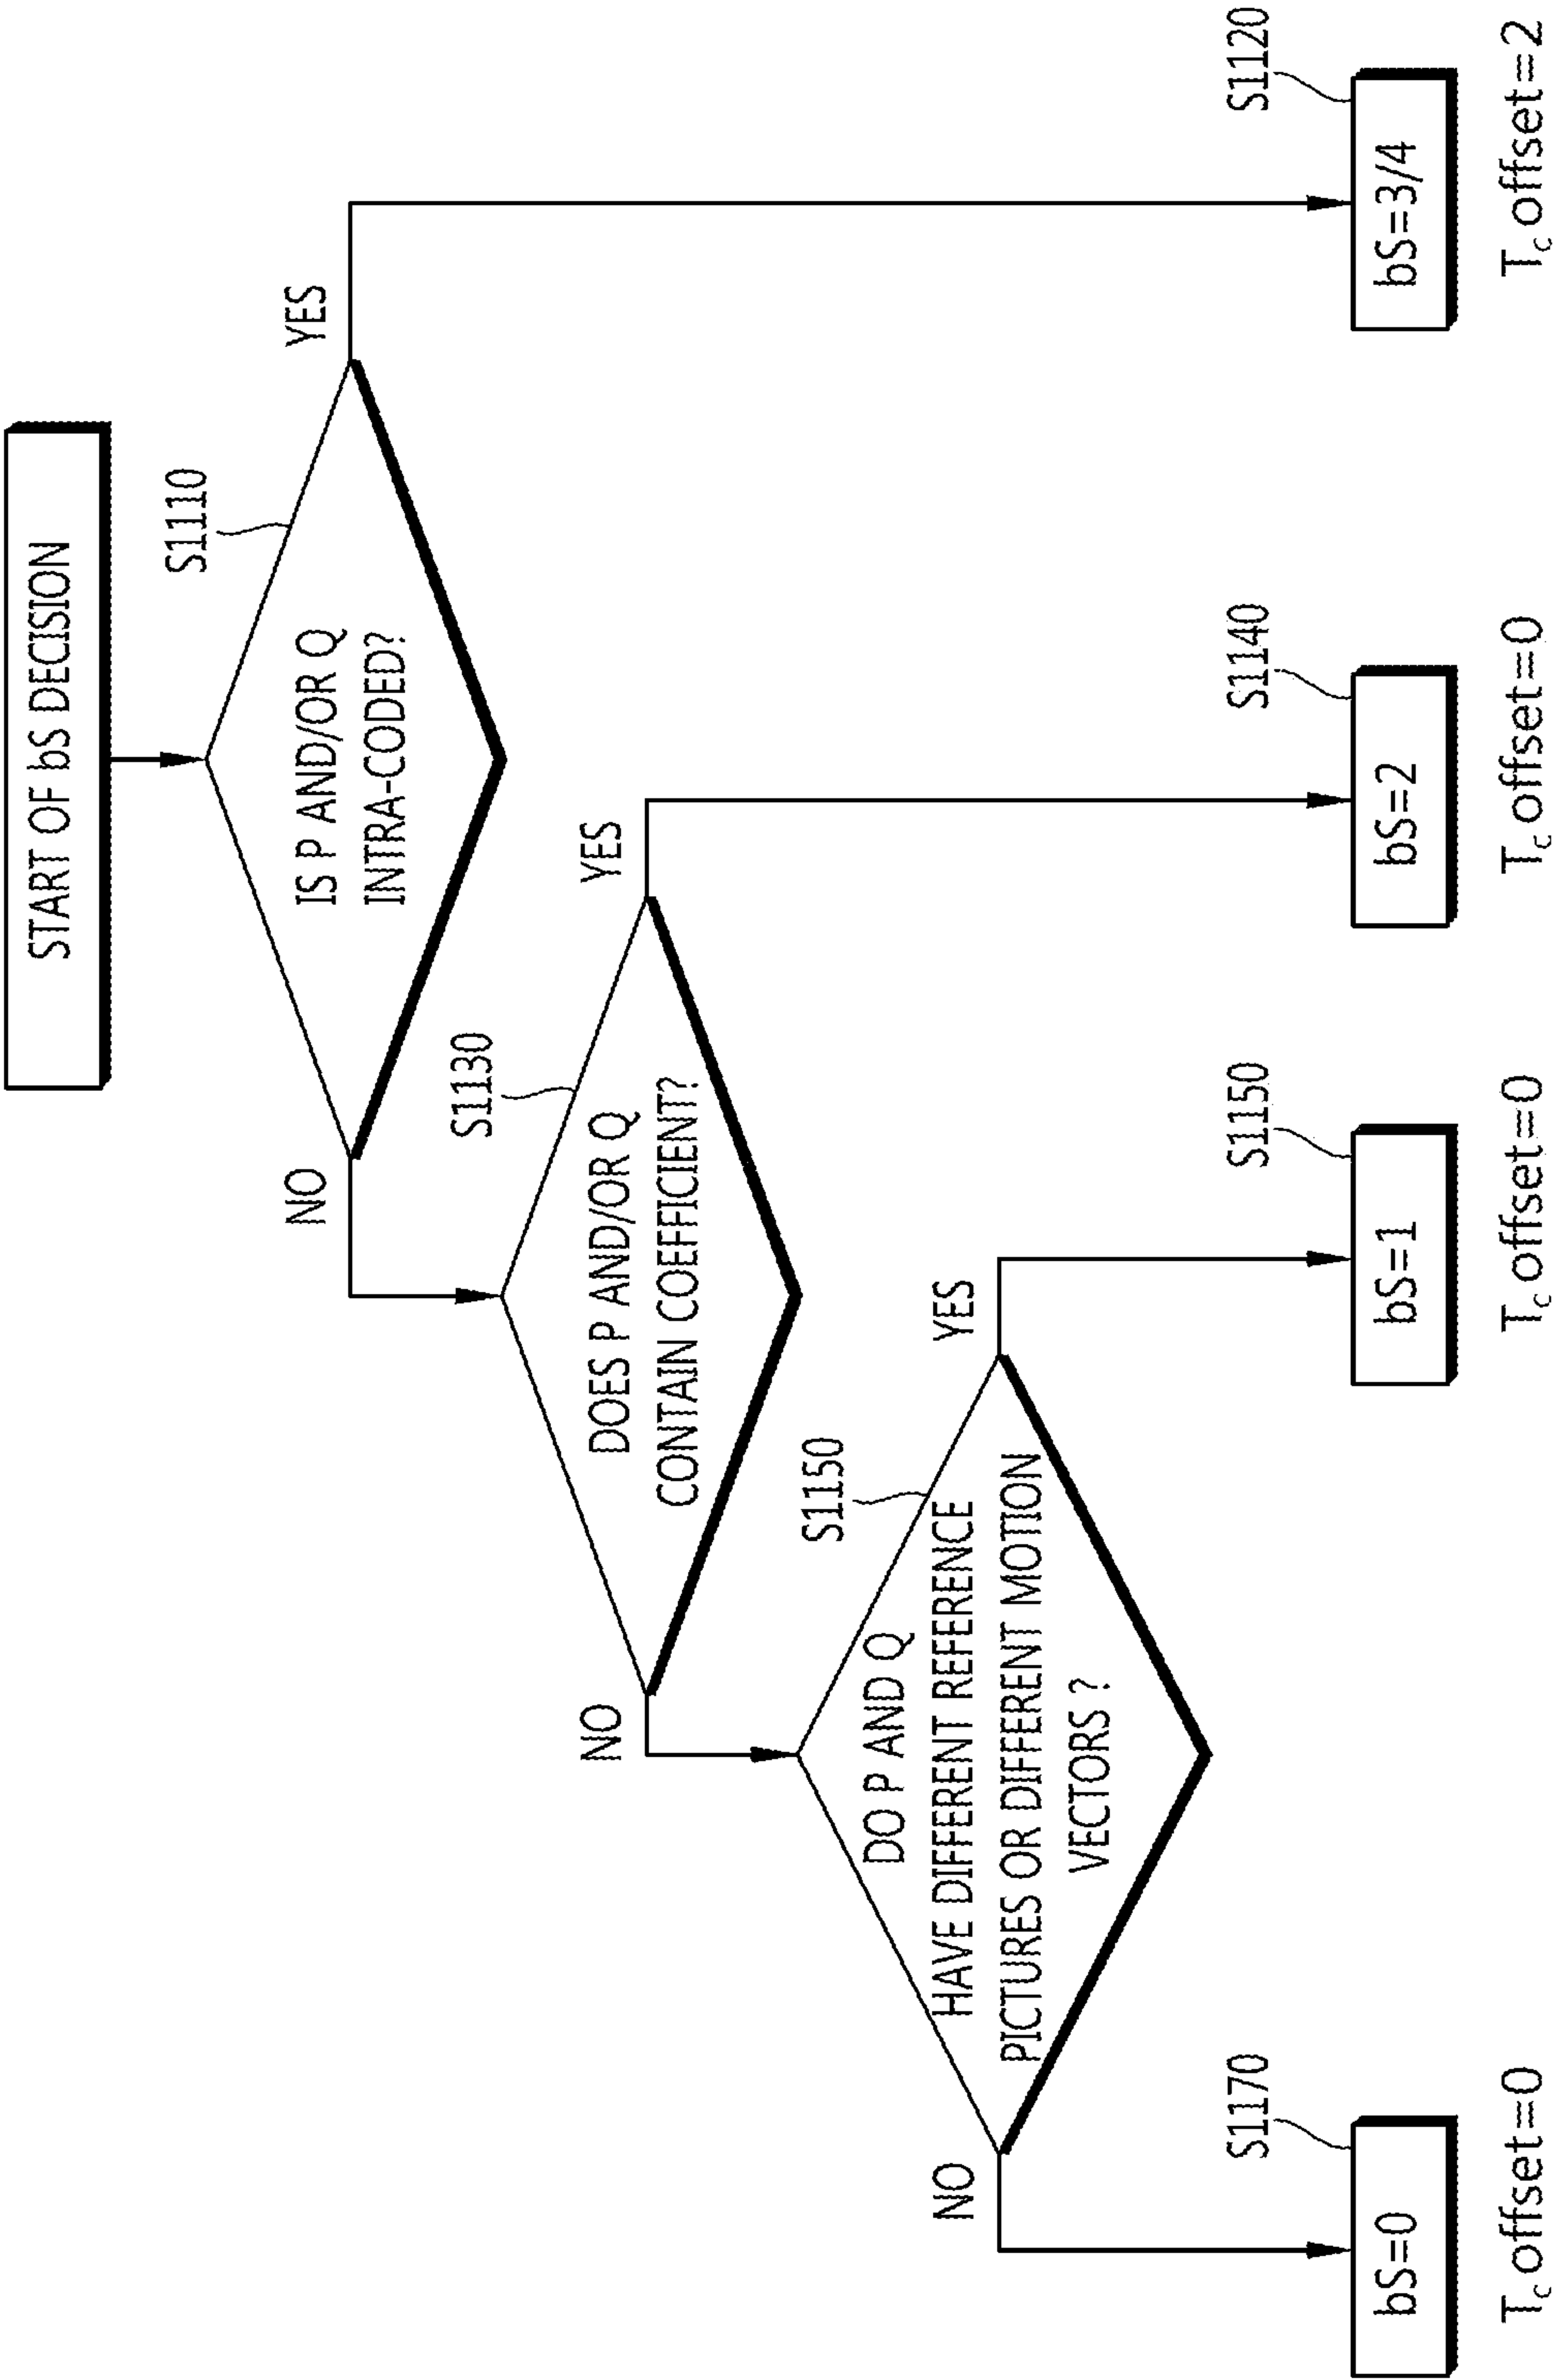 START OF bS DECISION
S1110
IS P AND/OR Q
INTRA-CODED?
NO
YES
S1130
DOES P AND/OR Q
CONTAIN COEFFICIENT?
NO
YES
S1150
DO P AND Q
HAVE DIFFERENT REFERENCE
PICTURES OR DIFFERENT MOTION
VECTORS ?
NO
YES
S1170
S1150
S1140
S1120
bS=0
bS=1
bS=2
bS=3/4
Tc offset=0
Tc offset=0
Tc offset=0
Tc offset=2